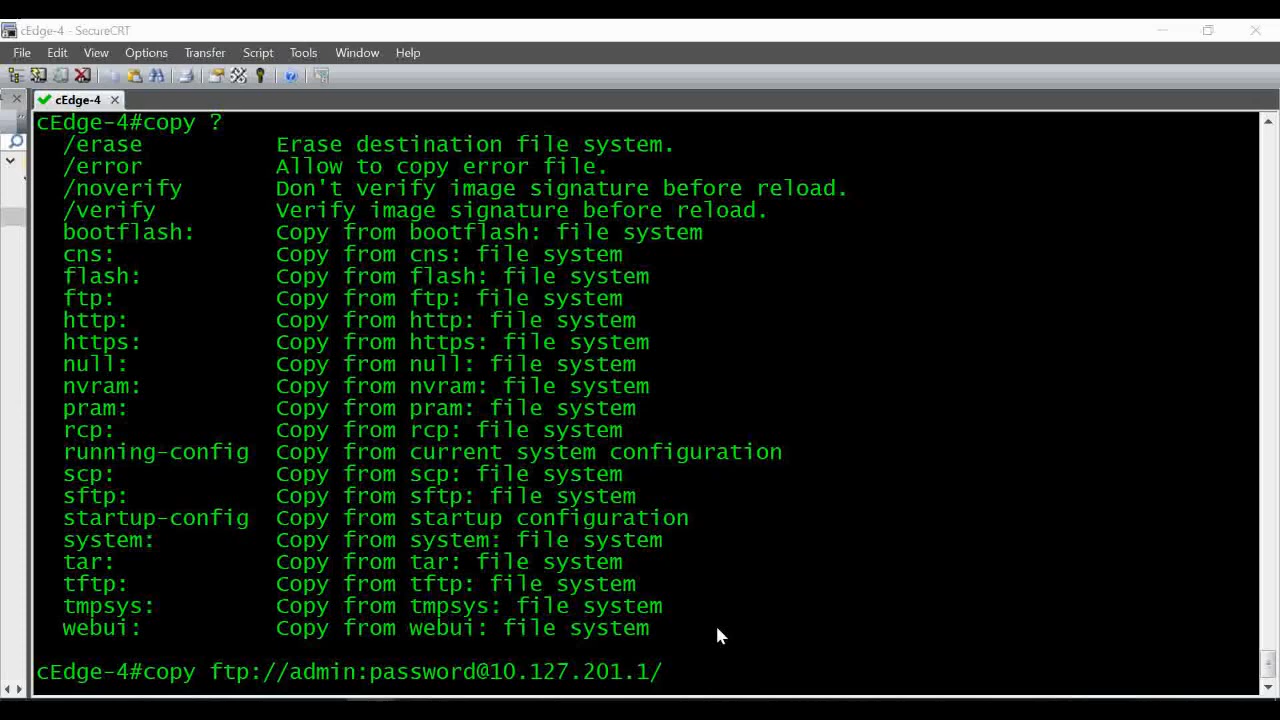 cEdge-4 - SecureCRT
File Edit View Options Transfer Script Tools Window Help
cEdge-4
cEdge-4#copy ?
/erase Erase destination file system.
/error Allow to copy error file.
/noverify Don't verify image signature before reload.
/verify Verify image signature before reload.
bootflash: Copy from bootflash: file system
cns: Copy from cns: file system
flash: Copy from flash: file system
ftp: Copy from ftp: file system
http: Copy from http: file system
https: Copy from https: file system
null: Copy from null: file system
nvram: Copy from nvram: file system
pram: Copy from pram: file system
rcp: Copy from rcp: file system
running-config Copy from current system configuration
scp: Copy from scp: file system
sftp: Copy from sftp: file system
startup-config Copy from startup configuration
system: Copy from system: file system
tar: Copy from tar: file system
tftp: Copy from tftp: file system
tmpsys: Copy from tmpsys: file system
webui: Copy from webui: file system
cEdge-4#copy ftp://admin:password@10.127.201.1/